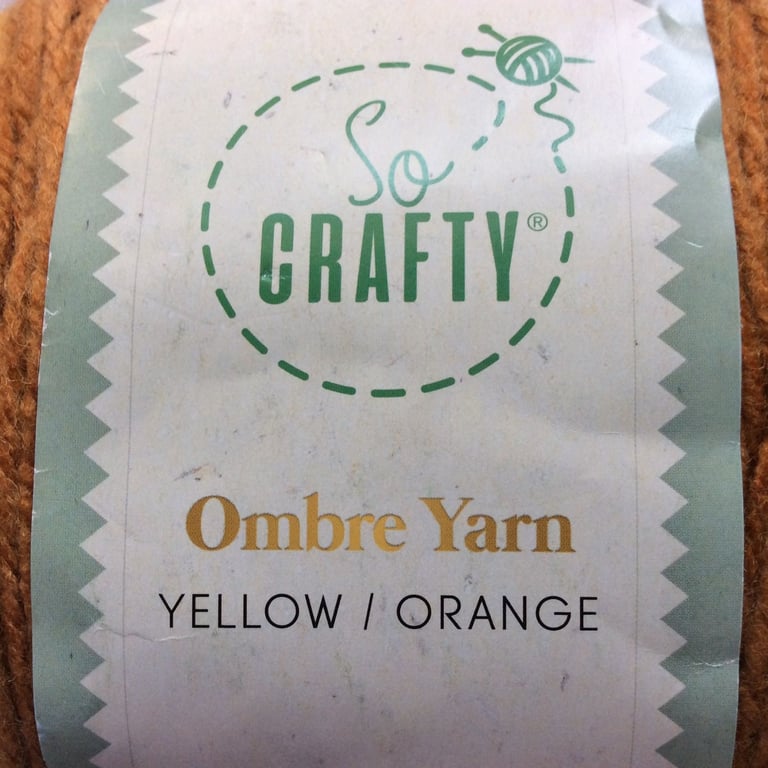 So
CRAFTY®
Ombre Yarn
YELLOW / ORANGE